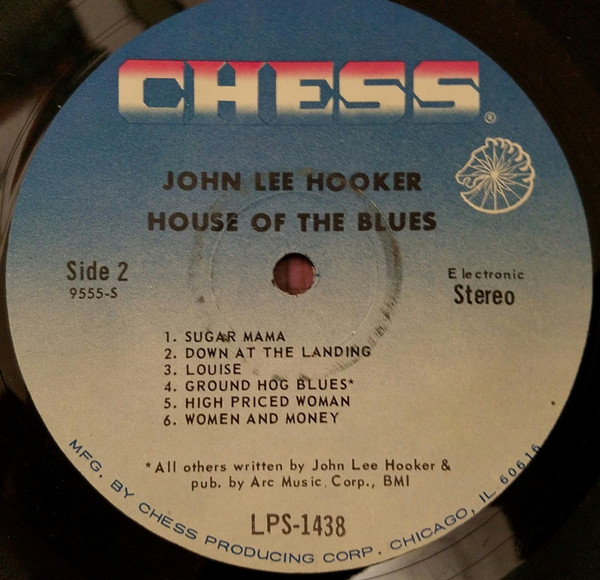 CHESS
®
JOHN LEE HOOKER
HOUSE OF THE BLUES
Side 2
9555-S
Electronic
Stereo
1. SUGAR MAMA
2. DOWN AT THE LANDING
3. LOUISE
4. GROUND HOG BLUES*
5. HIGH PRICED WOMAN
6. WOMEN AND MONEY
*All others written by John Lee Hooker &
pub. by Arc Music Corp., BMI
LPS-1438
MFG. BY CHESS PRODUCING CORP. CHICAGO, IL 60616